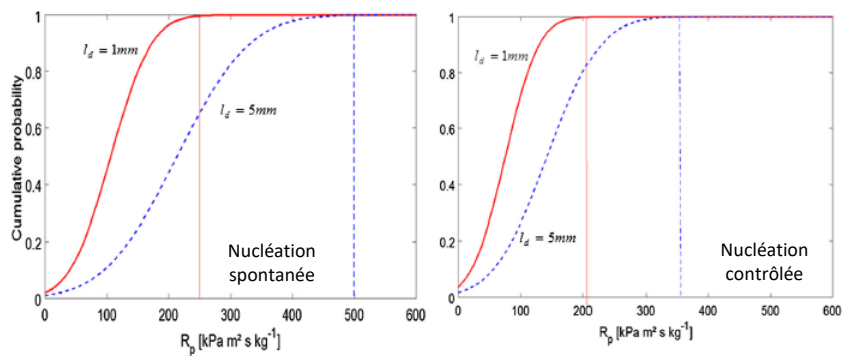 Cumulative probability
1
0.8
0.6
0.4
0.2
0
l_d = 1mm
l_d = 5mm
Nucléation
spontanée
0 100 200 300 400 500 600
R_p [kPa m² s kg⁻¹]
1
0.8
0.6
0.4
0.2
0
l_d = 1mm
l_d = 5mm
Nucléation
contrôlée
0 100 200 300 400 500 600
R_p [kPa m² s kg⁻¹]